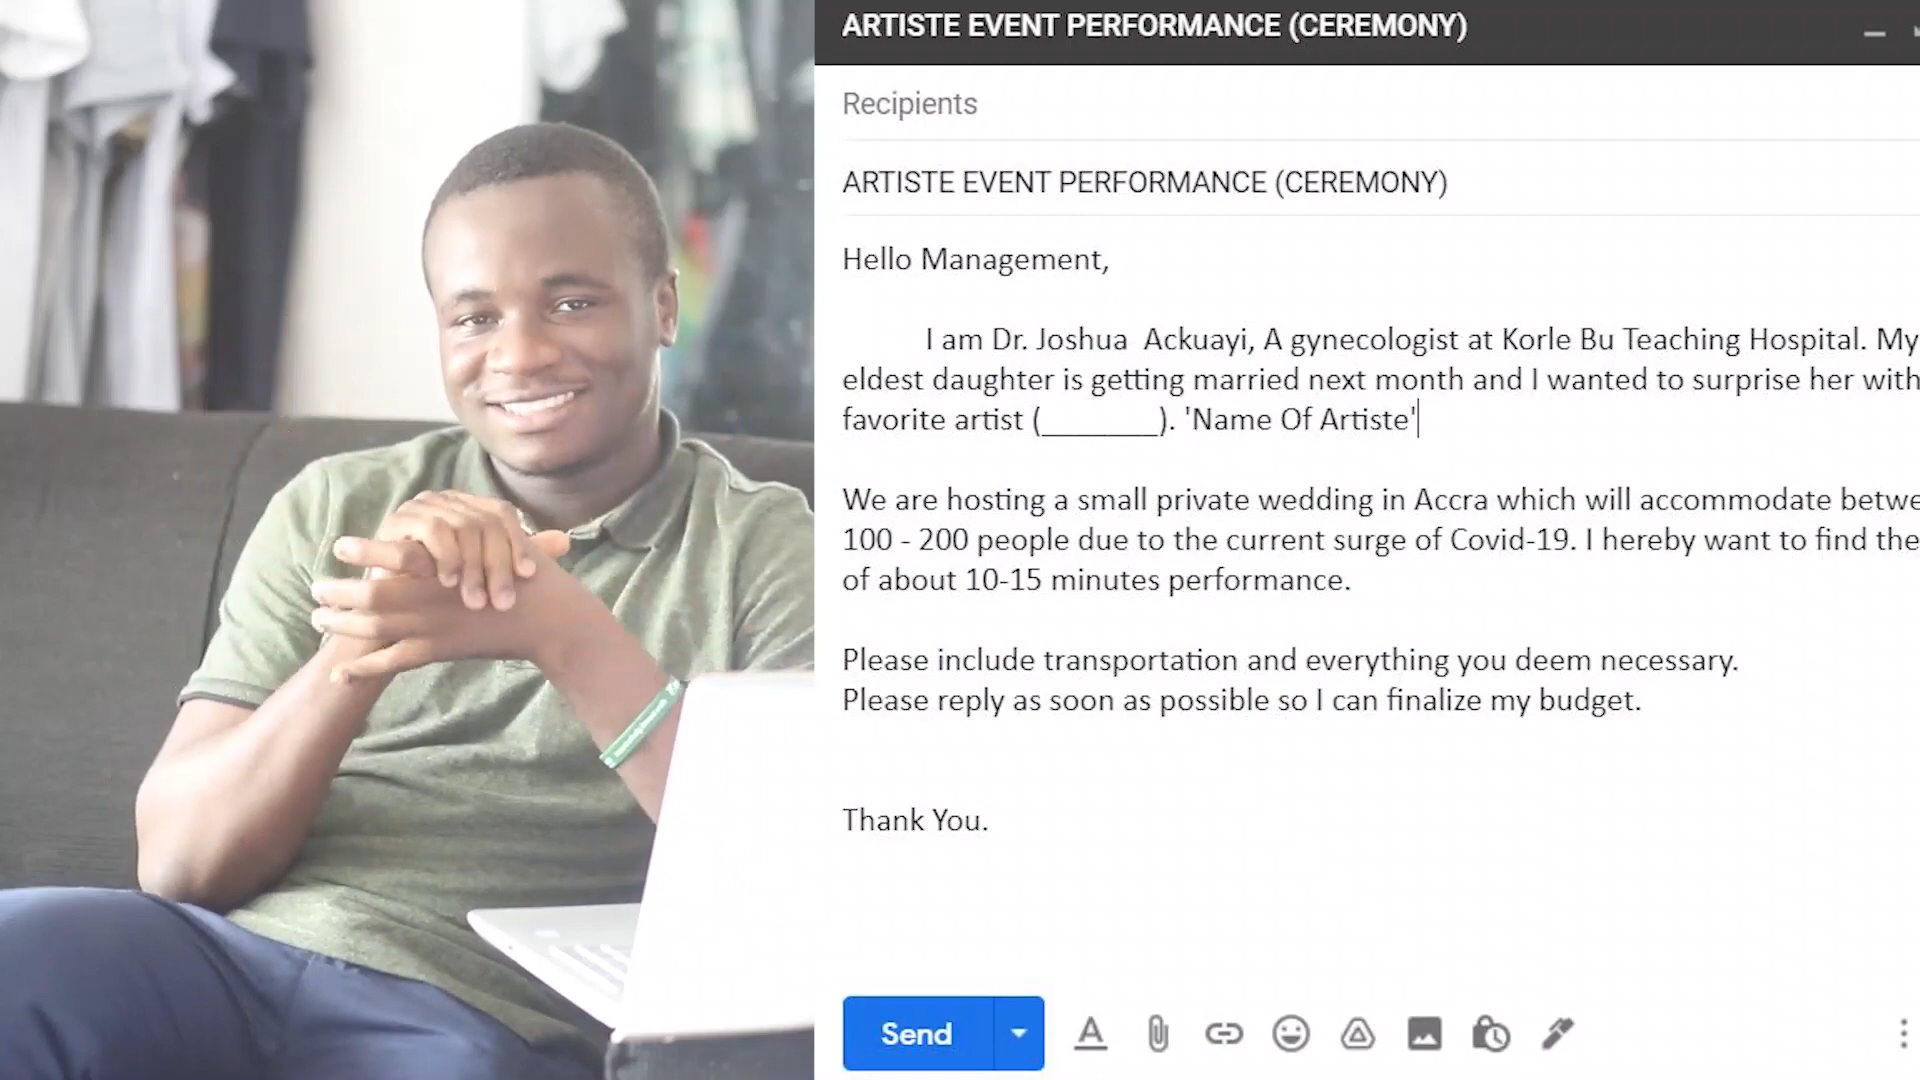 ARTISTE EVENT PERFORMANCE (CEREMONY)
Recipients
ARTISTE EVENT PERFORMANCE (CEREMONY)
Hello Management,
I am Dr. Joshua Ackuayi, A gynecologist at Korle Bu Teaching Hospital. My
eldest daughter is getting married next month and I wanted to surprise her with
favorite artist (_______). 'Name Of Artiste'
We are hosting a small private wedding in Accra which will accommodate betwe
100 - 200 people due to the current surge of Covid-19. I hereby want to find the
of about 10-15 minutes performance.
Please include transportation and everything you deem necessary.
Please reply as soon as possible so I can finalize my budget.
Thank You.
Send